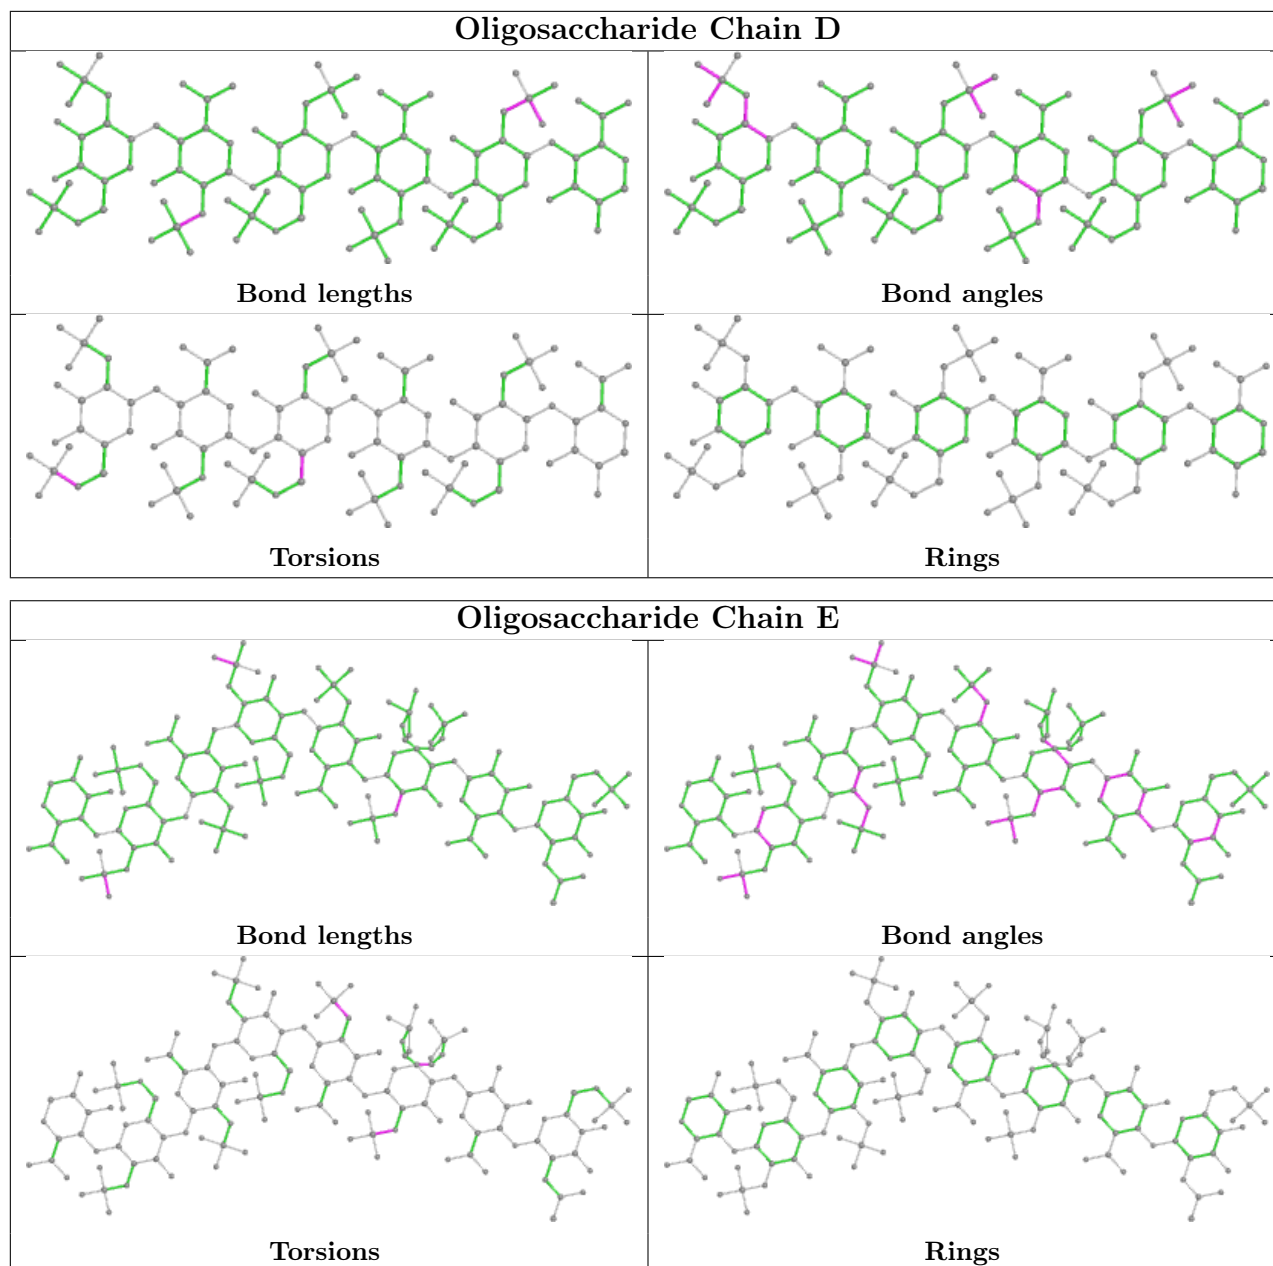 Oligosaccharide Chain D
Bond lengths
Bond angles
Torsions
Rings
Oligosaccharide Chain E
Bond lengths
Bond angles
Torsions
Rings